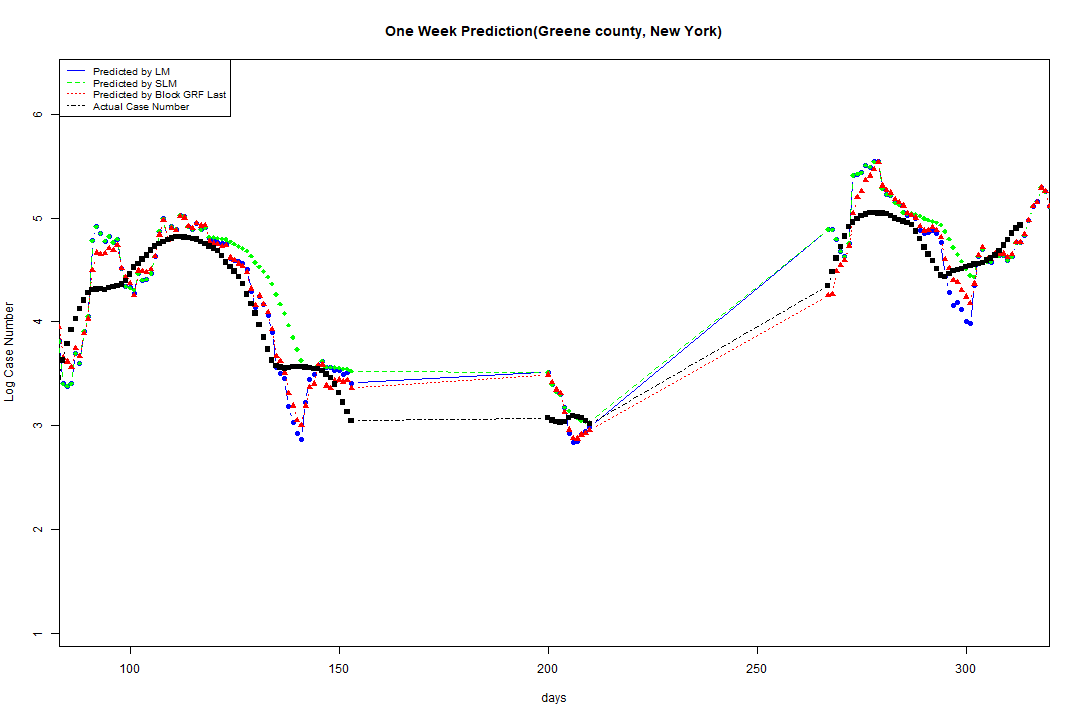 One Week Prediction(Greene county, New York)
Predicted by LM
Predicted by SLM
Predicted by Block GRF Last
Actual Case Number
Log Case Number
6
5
4
3
2
1
100 150 200 250 300
days